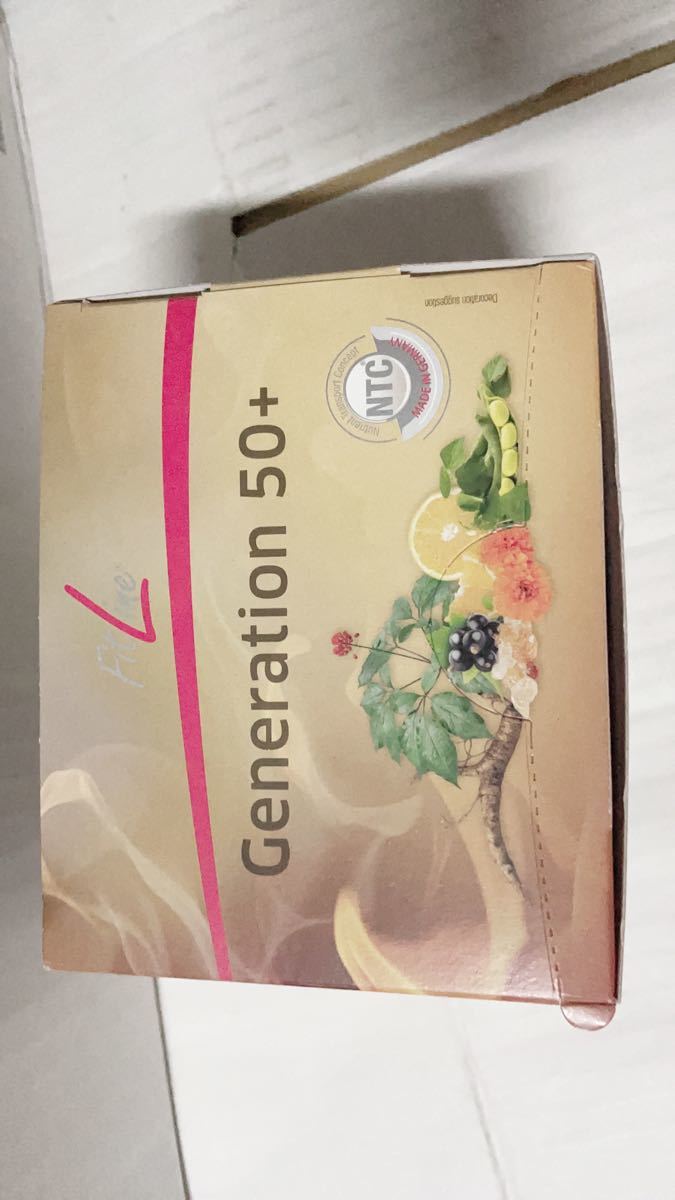 FitLine
Generation 50+
Nutrient Transport Concept
NTC®
MADE IN GERMANY
Decoration suggestion